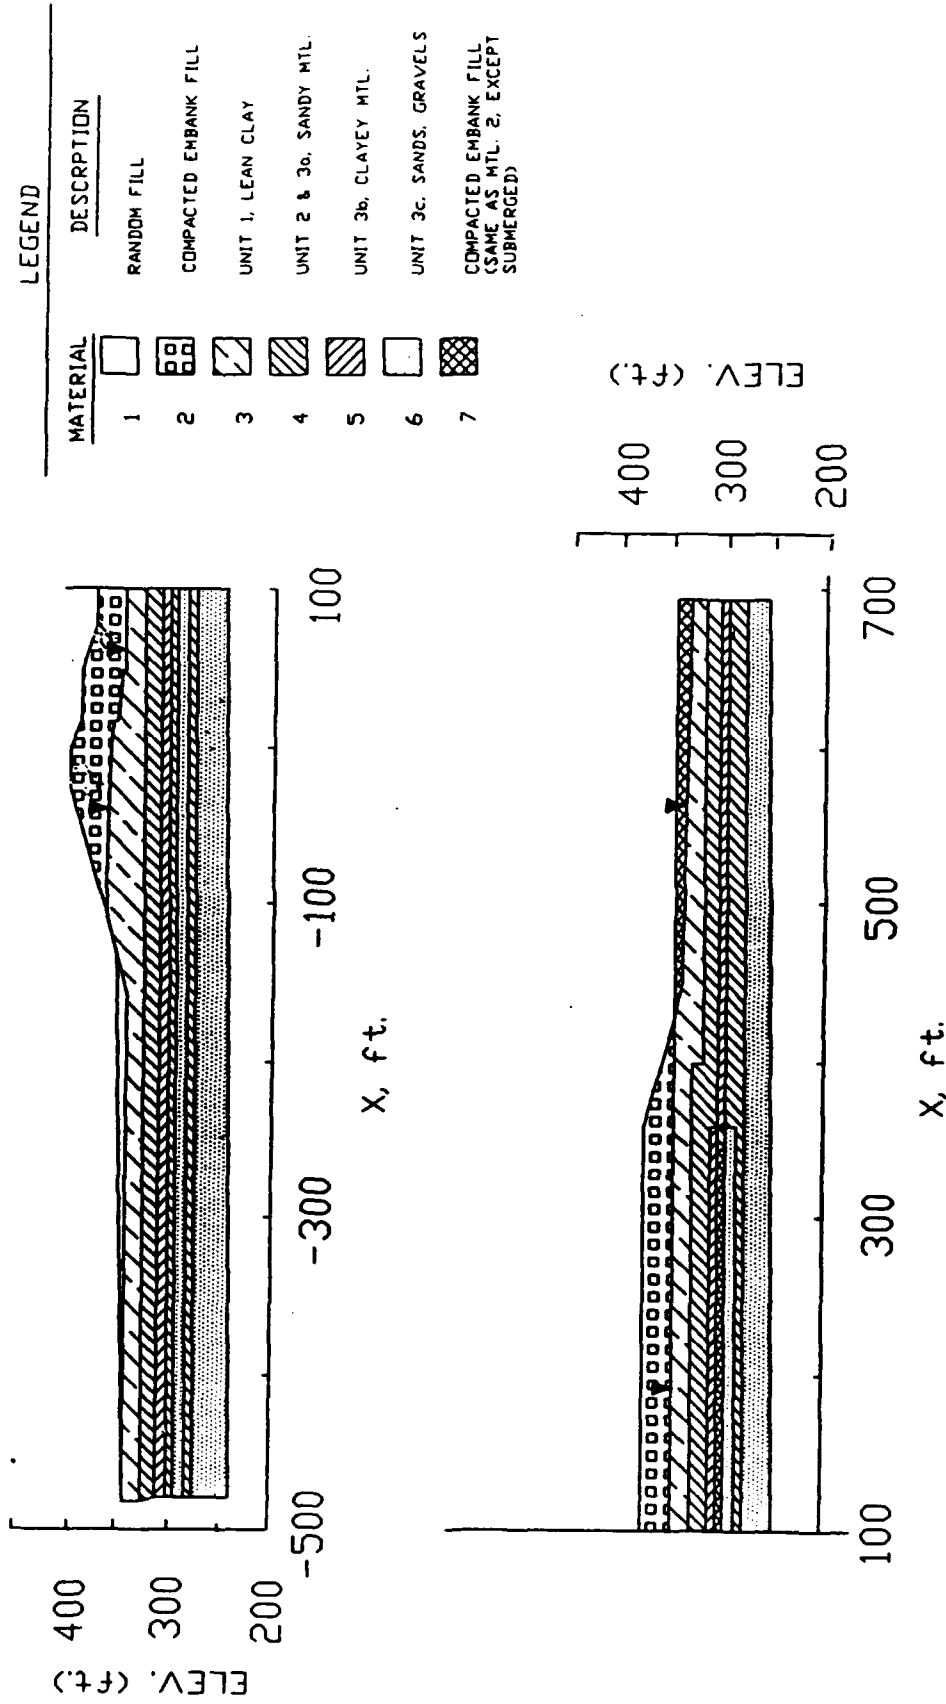 LEGEND
MATERIAL DESCRPTION
1 RANDOM FILL
2 COMPACTED EMBANK FILL
3 UNIT 1, LEAN CLAY
4 UNIT 2 & 3a, SANDY MTL.
5 UNIT 3b, CLAYEY MTL.
6 UNIT 3c, SANDS, GRAVELS
7 COMPACTED EMBANK FILL
(SAME AS MTL. 2, EXCEPT
SUBMERGED)
ELEV. (ft.)
400
300
200
-500 -300 -100 100
X, ft.
ELEV. (ft.)
400
300
200
100 300 500 700
X, ft.